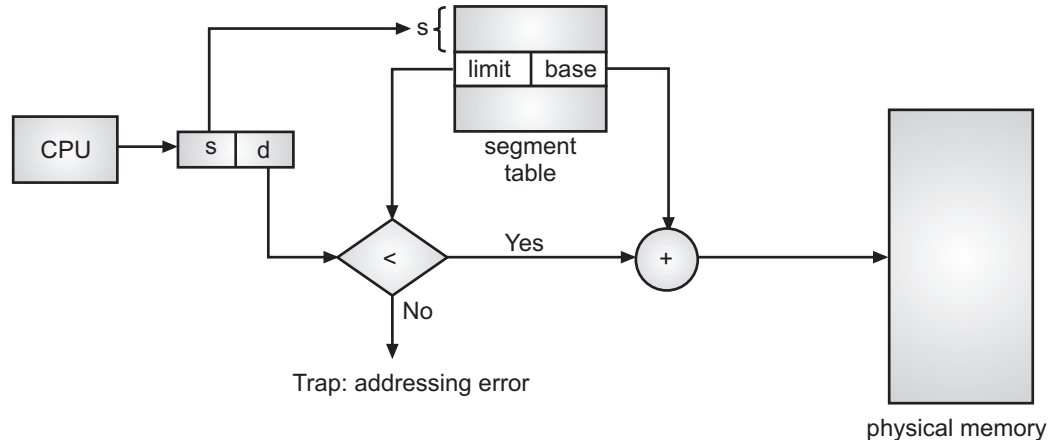 s
limit base
CPU
s d
segment
table
<
Yes
+
No
Trap: addressing error
physical memory